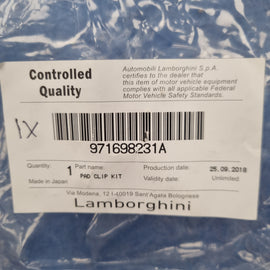 Controlled
Quality
Automobili Lamborghini S.p.A.
certifies to the dealer that
this item of motor vehicle equipment
complies with all applicable Federal
Motor Vehicle Safety Standards.
1X
971698231A
Quantity: 1 Part name: Production date: 25.09.2018
Made in Japan PAD CLIP KIT Validity date: Unlimited
Via Modena, 12 I-40019 Sant'Agata Bolognese
Lamborghini